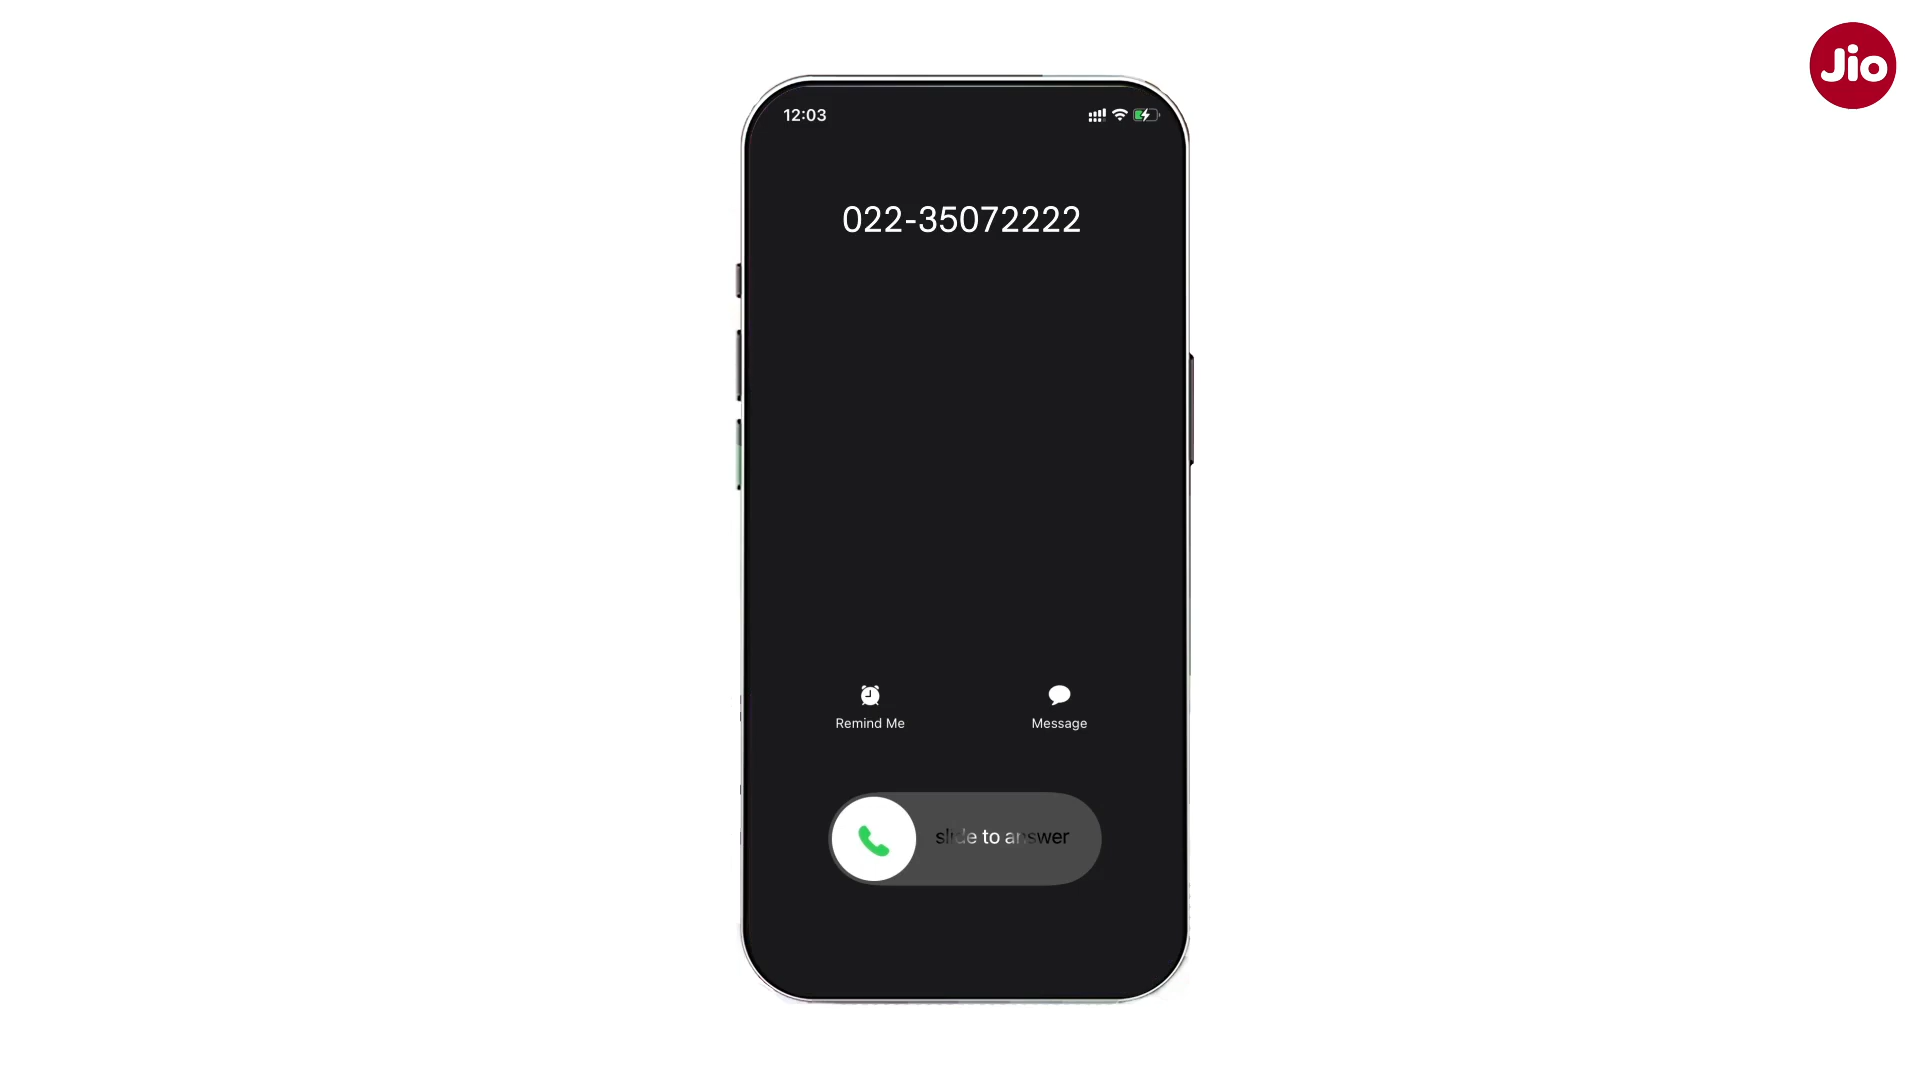 Jio
12:03
022-35072222
Remind Me
Message
slide to answer